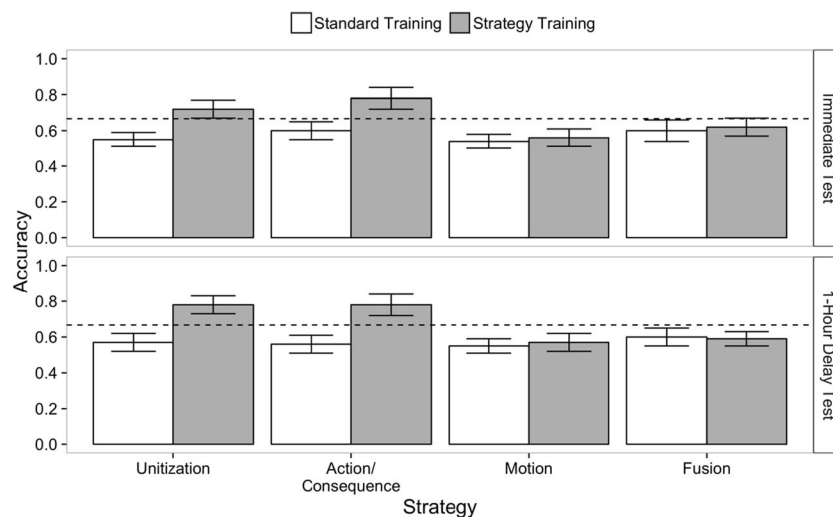 Standard Training Strategy Training
1.0
0.8
0.6
0.4
0.2
0.0
Immediate Test
Accuracy
1.0
0.8
0.6
0.4
0.2
0.0
1-Hour Delay Test
Unitization Action/ Motion Fusion
Consequence
Strategy